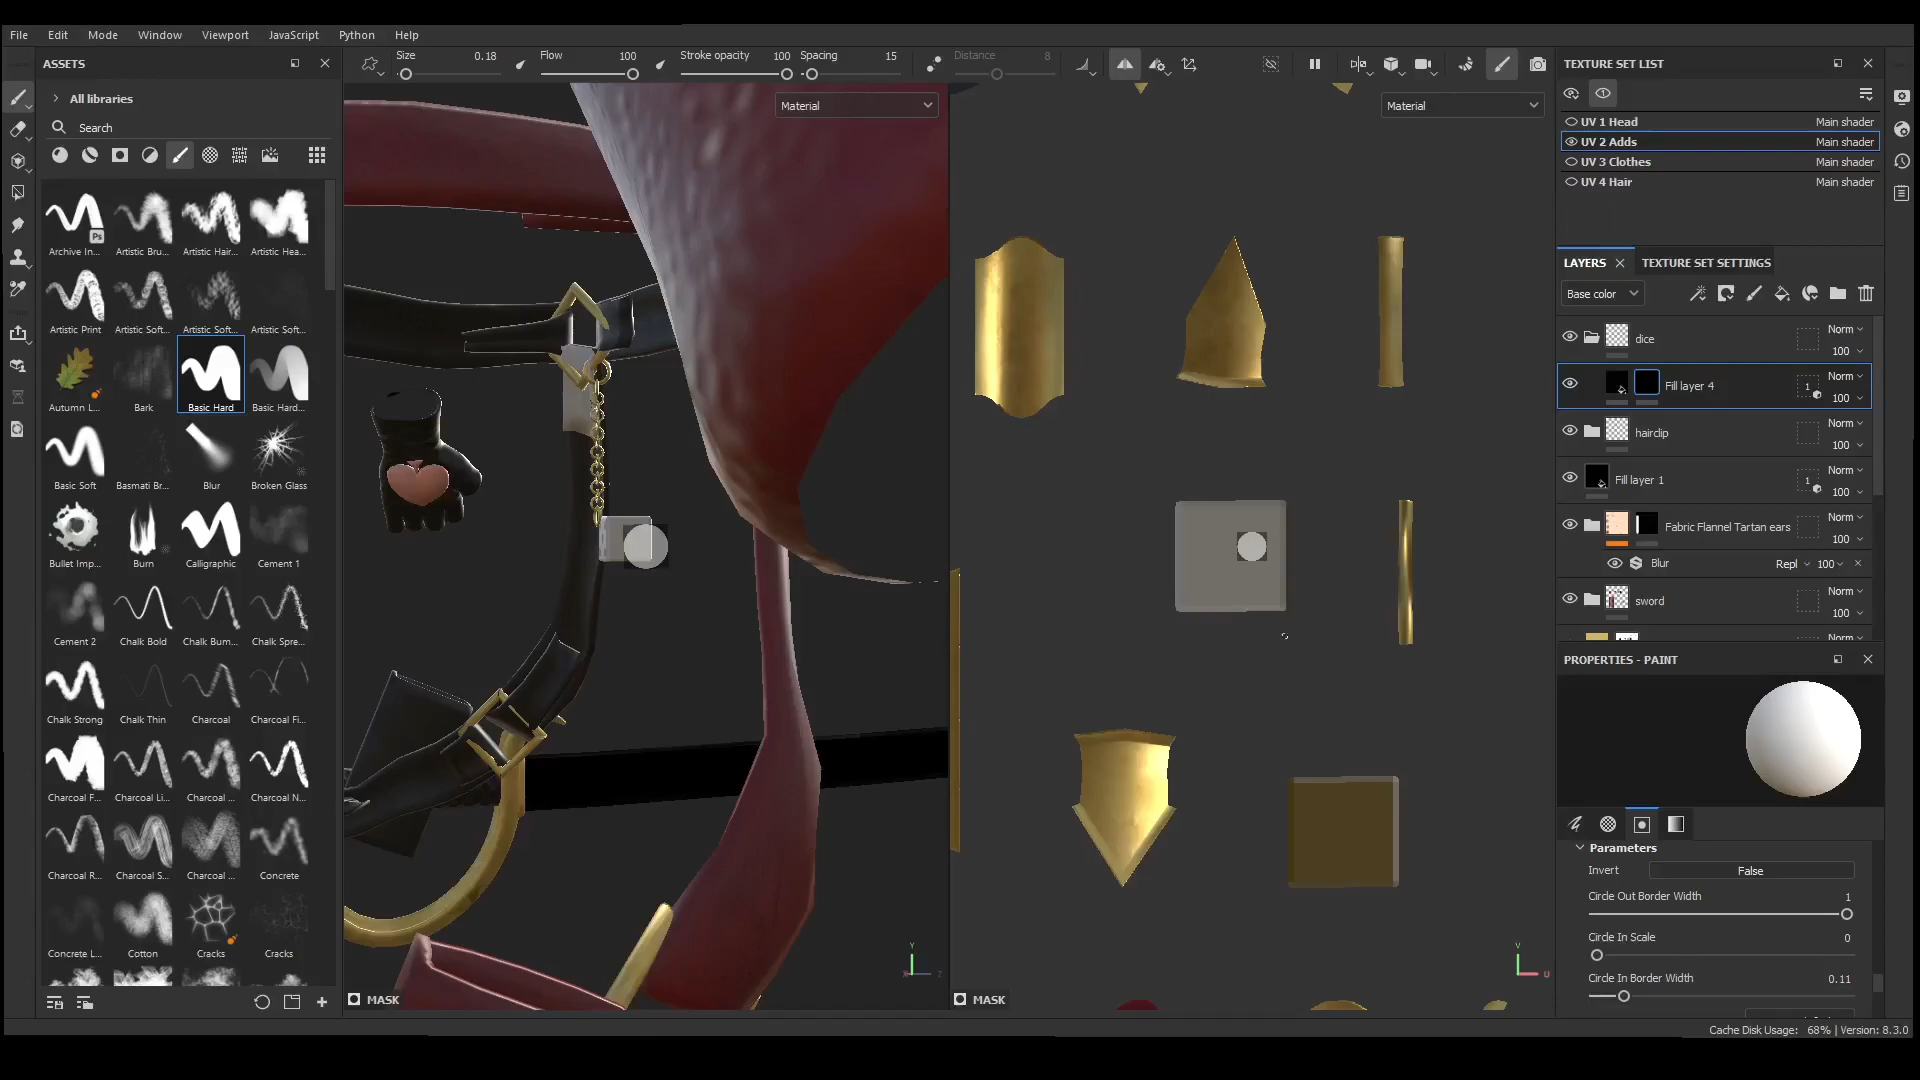 File Edit Mode Window Viewport JavaScript Python Help
ASSETS
Size 0.18 Flow 100 Stroke opacity 100 Spacing 15 Distance 8
All libraries
Search
Archive In... Artistic Bru... Artistic Hair... Artistic Hea...
Artistic Print Artistic Soft... Artistic Soft... Artistic Soft...
Autumn L... Bark Basic Hard Basic Hard...
Basic Soft Basmati Br... Blur Broken Glass
Bullet Imp... Burn Calligraphic Cement 1
Cement 2 Chalk Bold Chalk Bum... Chalk Spre...
Chalk Strong Chalk Thin Charcoal Charcoal Fi...
Charcoal F... Charcoal Li... Charcoal ... Charcoal N...
Charcoal R... Charcoal S... Charcoal ... Concrete
Concrete L... Cotton Cracks Cracks
Material
MASK
Y
Material
MASK
V
U
TEXTURE SET LIST
UV 1 Head Main shader
UV 2 Adds Main shader
UV 3 Clothes Main shader
UV 4 Hair Main shader
LAYERS TEXTURE SET SETTINGS
Base color
dice Norm 100
Fill layer 4 1 Norm 100
hairclip Norm 100
Fill layer 1 1 Norm 100
Fabric Flannel Tartan ears Norm 100
Blur Repl 100
sword Norm 100
Norm
PROPERTIES - PAINT
Parameters
Invert False
Circle Out Border Width 1
Circle In Scale 0
Circle In Border Width 0.11
Cache Disk Usage: 68% | Version: 8.3.0